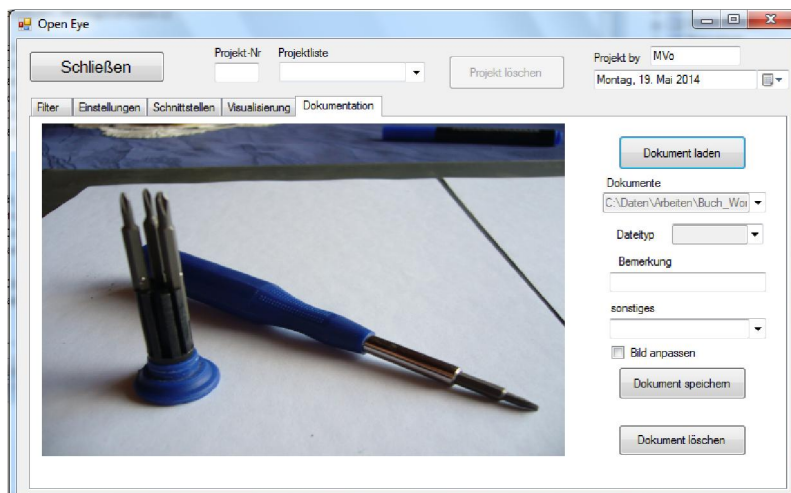 Open Eye
Schließen
Projekt-Nr
Projektliste
Projekt löschen
Projekt by
MVo
Montag, 19. Mai 2014
Filter
Einstellungen
Schnittstellen
Visualisierung
Dokumentation
Dokument laden
Dokumente
C:\Daten\Arbeiten\Buch_Wor
Dateityp
Bemerkung
sonstiges
Bild anpassen
Dokument speichern
Dokument löschen